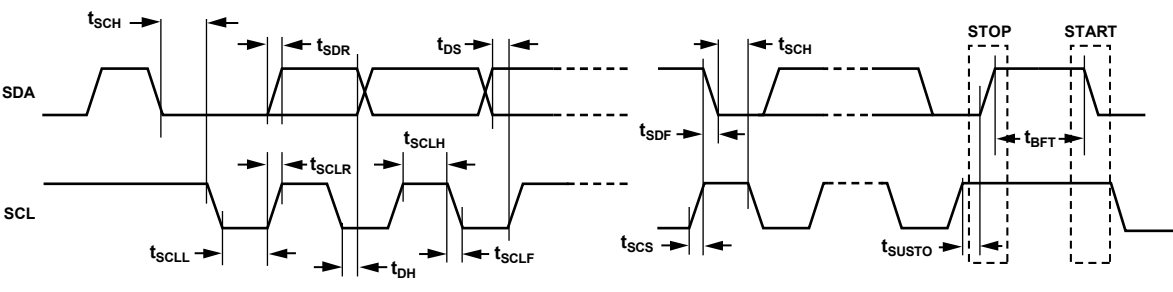 STOP START
tSCH tSDR tDS tSCH
SDA
tSDF tBFT
tSCLH
tSCLR
SCL
tSCLL tDH tSCLF tSCS tSUSTO